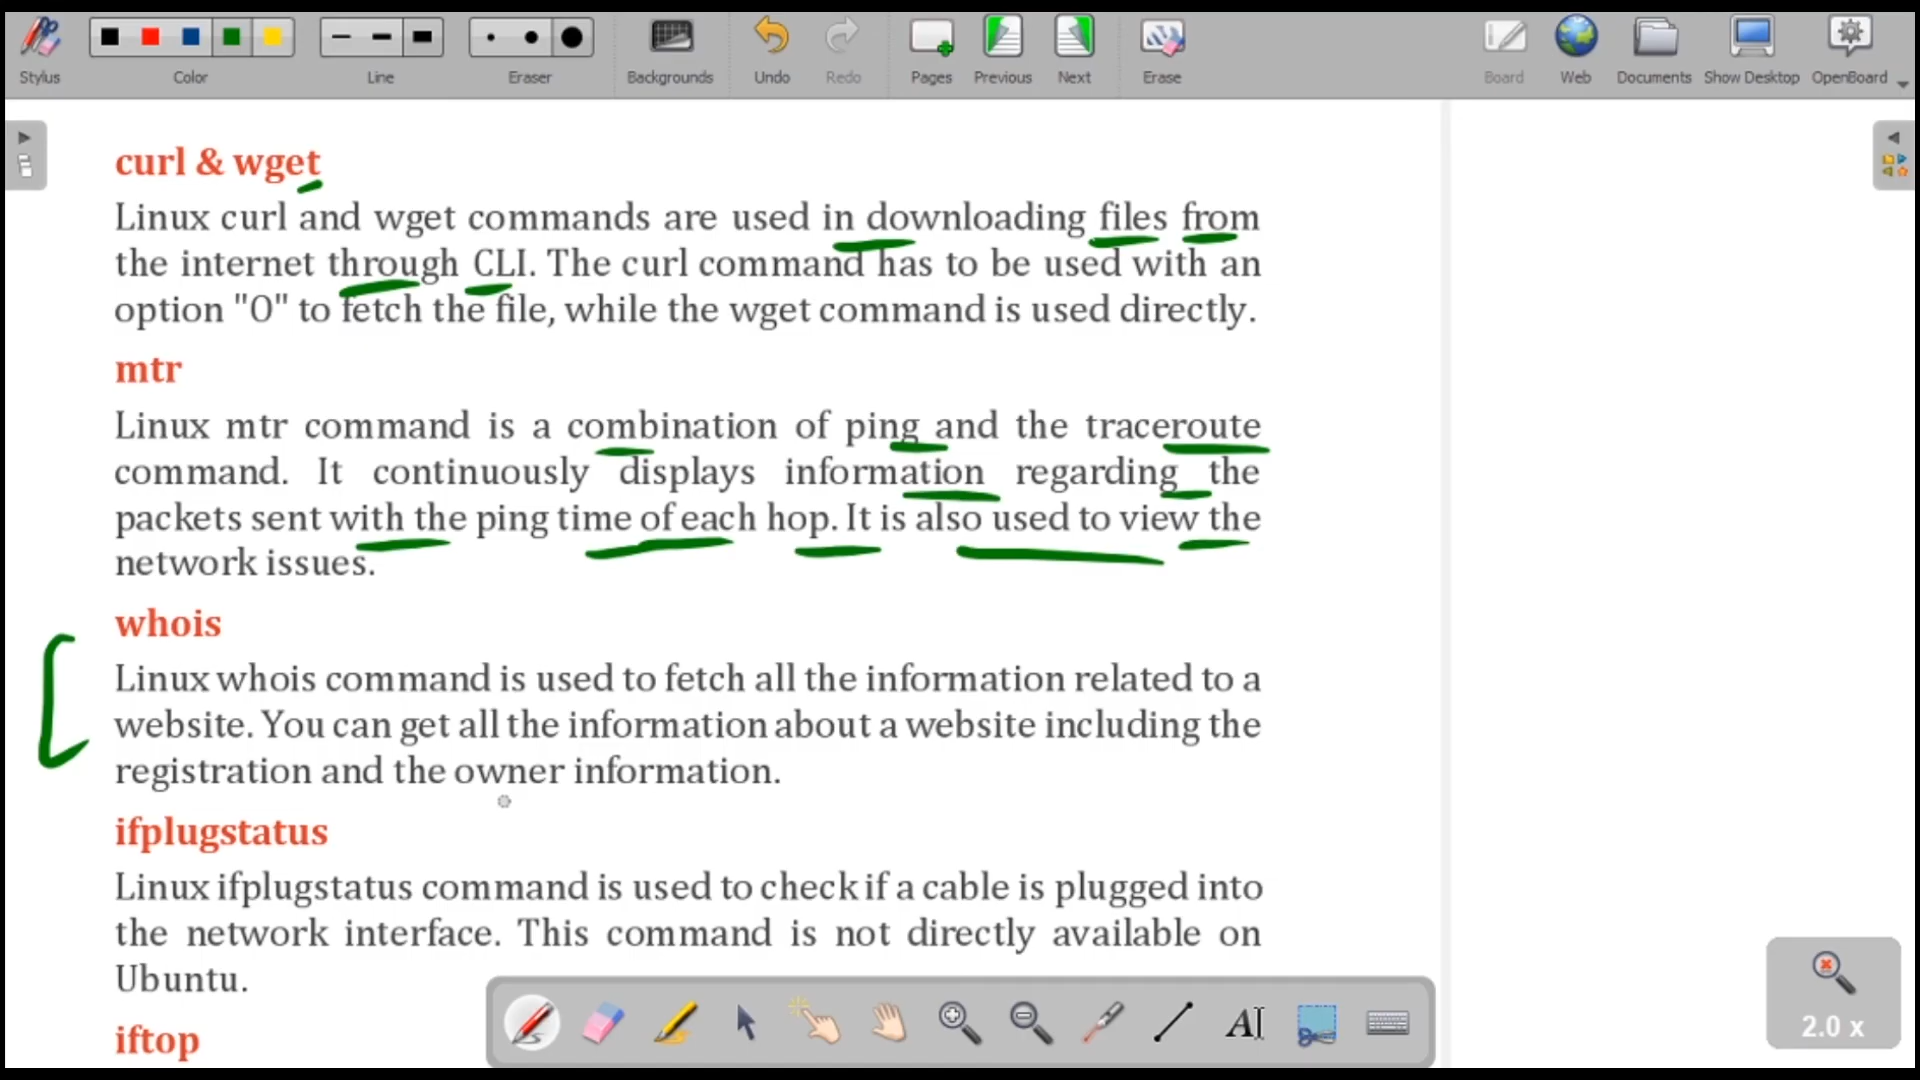 Stylus
Color
Line
Eraser
Backgrounds
Undo
Redo
Pages
Previous
Next
Erase
Board
Web
Documents
Show Desktop
OpenBoard
curl & wget
Linux curl and wget commands are used in downloading files from
the internet through CLI. The curl command has to be used with an
option "O" to fetch the file, while the wget command is used directly.
mtr
Linux mtr command is a combination of ping and the traceroute
command. It continuously displays information regarding the
packets sent with the ping time of each hop. It is also used to view the
network issues.
whois
Linux whois command is used to fetch all the information related to a
website. You can get all the information about a website including the
registration and the owner information.
ifplugstatus
Linux ifplugstatus command is used to check if a cable is plugged into
the network interface. This command is not directly available on
Ubuntu.
iftop
2.0 x